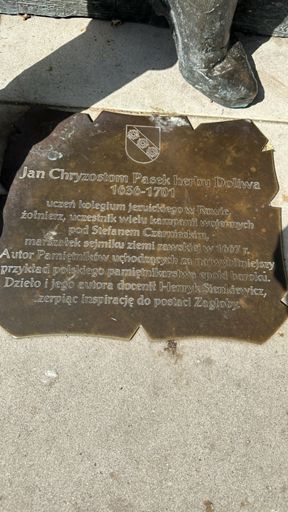 Jan Chryzostom Pasek herbu Doliwa
1636-1701
uczeń kolegium jezuickiego w Rawie,
żołnierz, uczestnik wielu kampanii wojennych
pod Stefanem Czarnieckim,
marszałek sejmiku ziemi rawskiej w 1667 r.
Autor Pamiętników uchodzących za najwybitniejszy
przykład polskiego pamiętnikarstwa epoki baroku.
Dzieło i jego autora docenił Henryk Sienkiewicz,
czerpiąc inspirację do postaci Zagłoby.